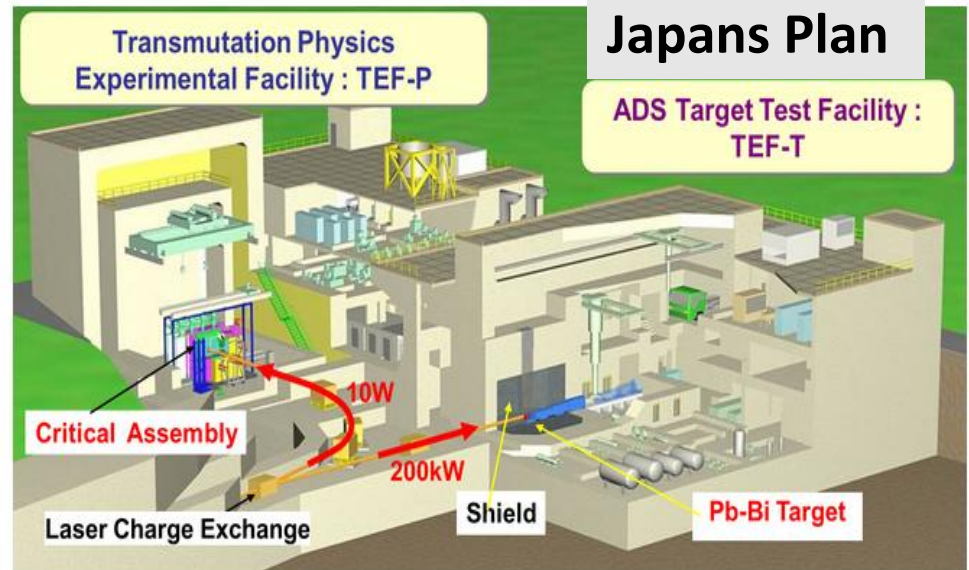 Transmutation Physics
Experimental Facility : TEF-P
Japans Plan
ADS Target Test Facility :
TEF-T
10W
Critical Assembly
200kW
Laser Charge Exchange
Shield
Pb-Bi Target